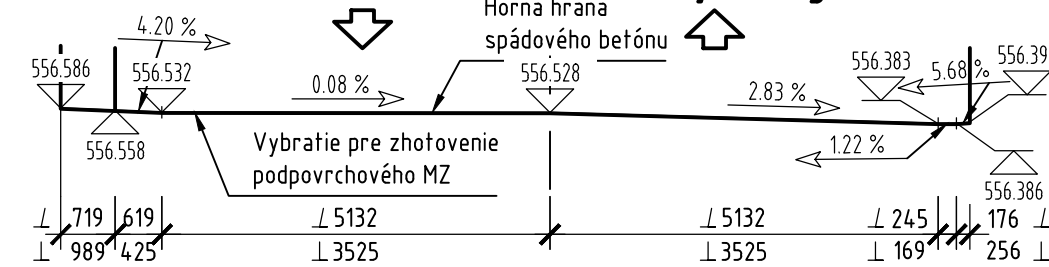 Horná hrana
spádového betónu
4.20 %
556.586
556.532
0.08 %
556.528
556.383
5.68 %
556.39
2.83 %
556.558
Vybratie pre zhotovenie
podpovrchového MZ
1.22 %
556.386
⊥ 719 619 ⊥5132 ⊥5132 ⊥ 245 176 ⊥
⊥ 989 425 ⊥3525 ⊥3525 ⊥ 169 256 ⊥